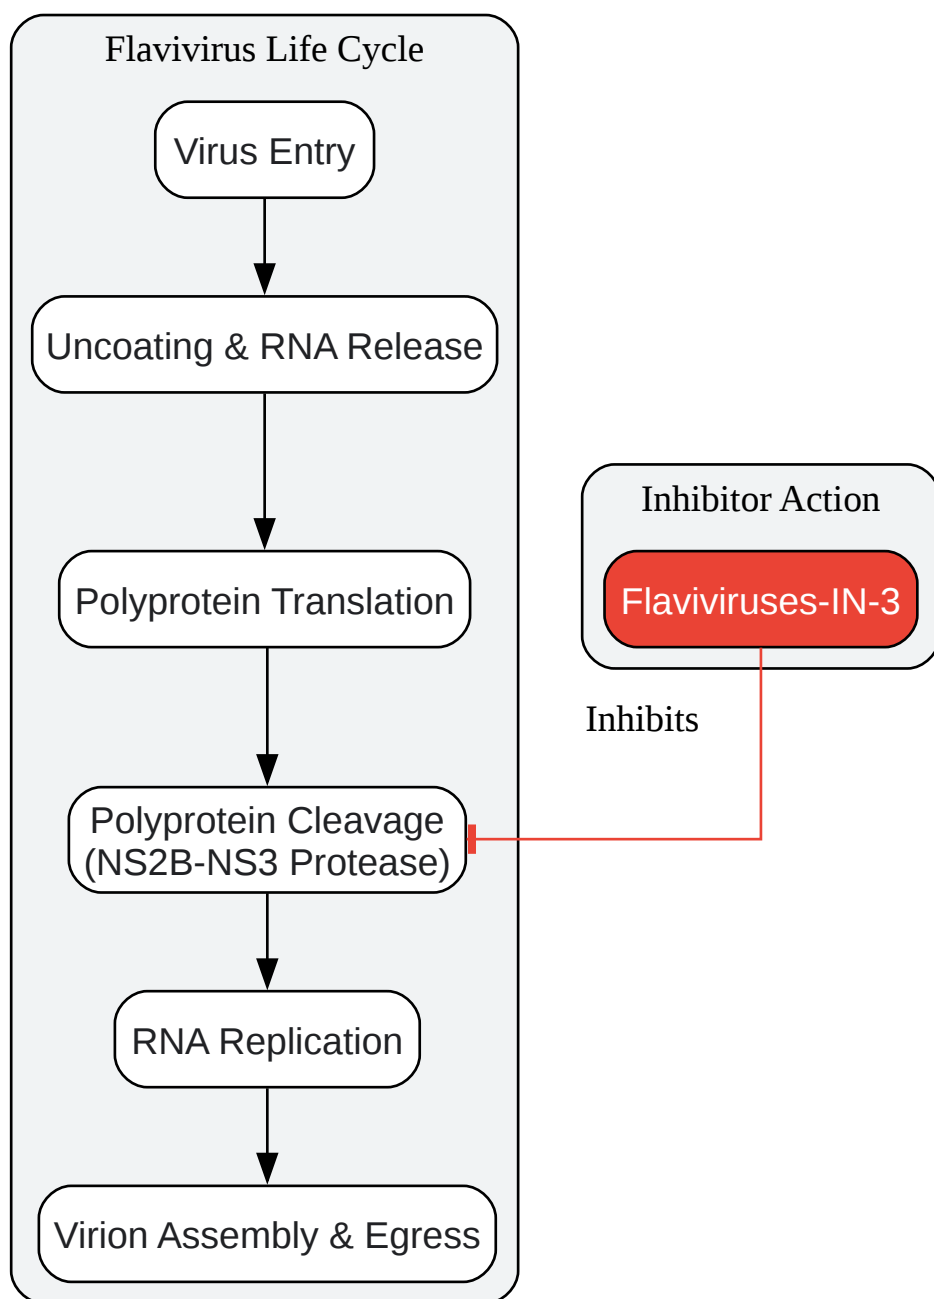 Flavivirus Life Cycle
Virus Entry
Uncoating & RNA Release
Polyprotein Translation
Polyprotein Cleavage
(NS2B-NS3 Protease)
RNA Replication
Virion Assembly & Egress
Inhibitor Action
Flaviviruses-IN-3
Inhibits